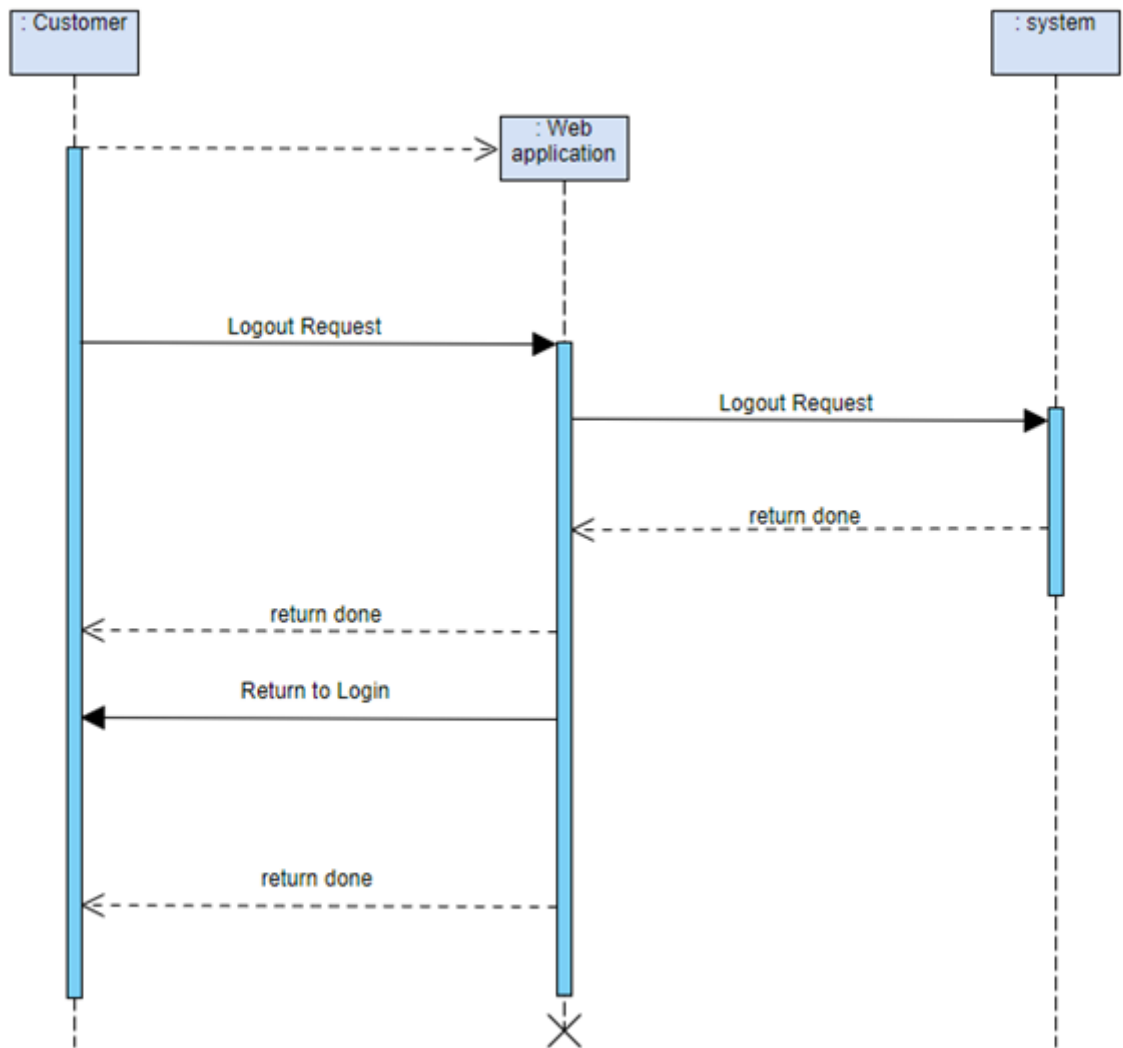 : Customer
: system
: Web
application
Logout Request
Logout Request
return done
return done
Return to Login
return done